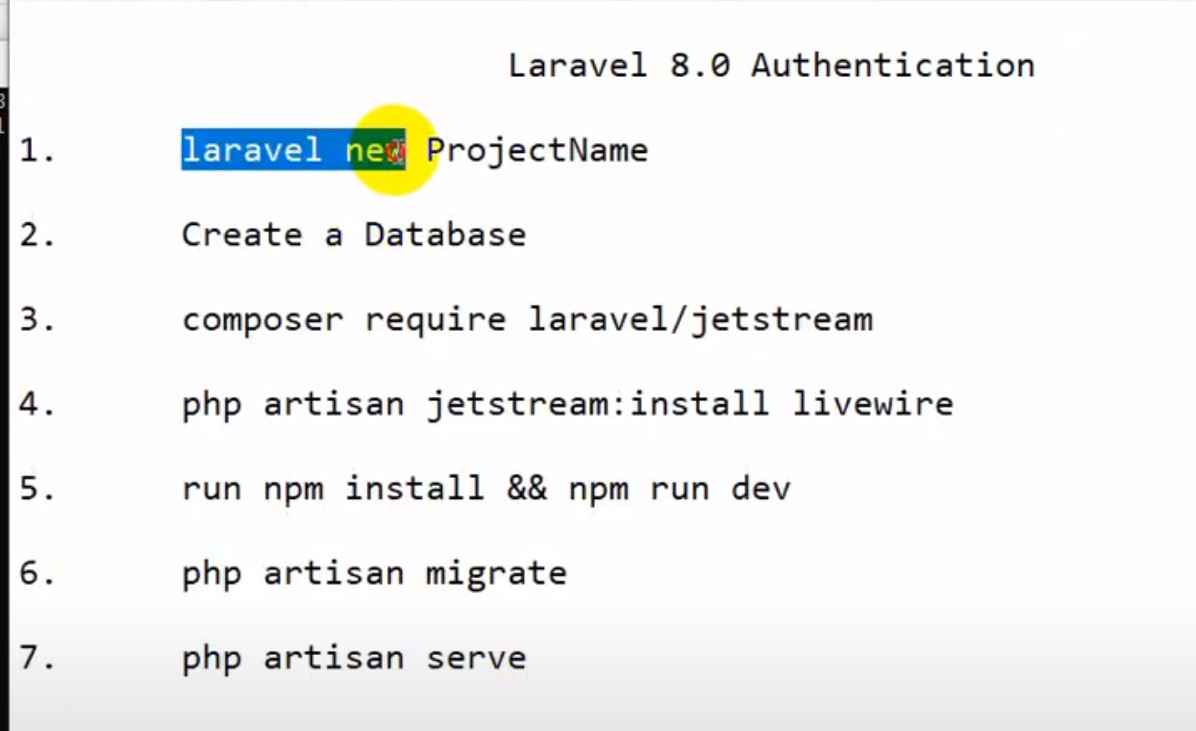 Laravel 8.0 Authentication
1. laravel new ProjectName
2. Create a Database
3. composer require laravel/jetstream
4. php artisan jetstream:install livewire
5. run npm install && npm run dev
6. php artisan migrate
7. php artisan serve